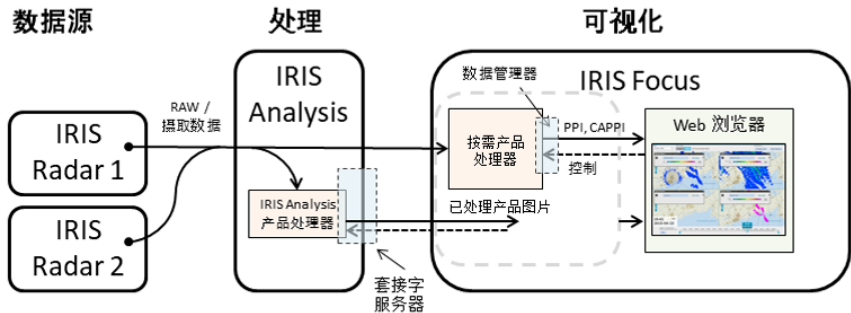 数据源
处理
可视化
IRIS
Radar 1
IRIS
Radar 2
RAW /
摄取数据
IRIS
Analysis
IRIS Analysis
产品处理器
套接字
服务器
IRIS Focus
数据管理器
按需产品
处理器
PPI, CAPPI
控制
已处理产品图片
Web 浏览器